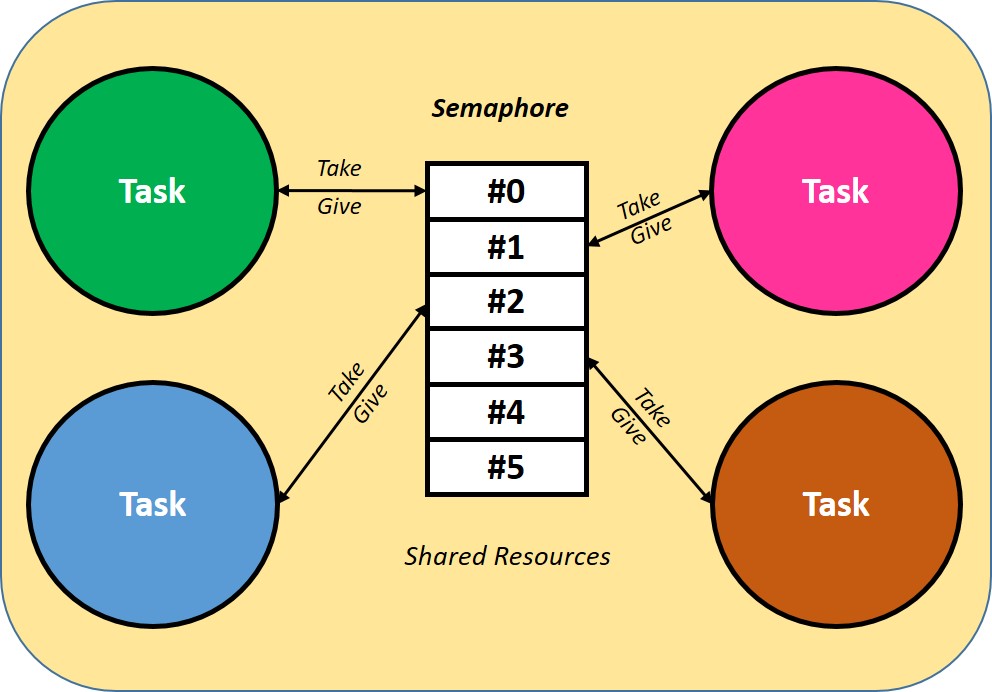 Semaphore
Task
Take
Give
#0
#1
#2
#3
#4
#5
Take
Give
Task
Task
Take
Give
Take
Give
Task
Shared Resources